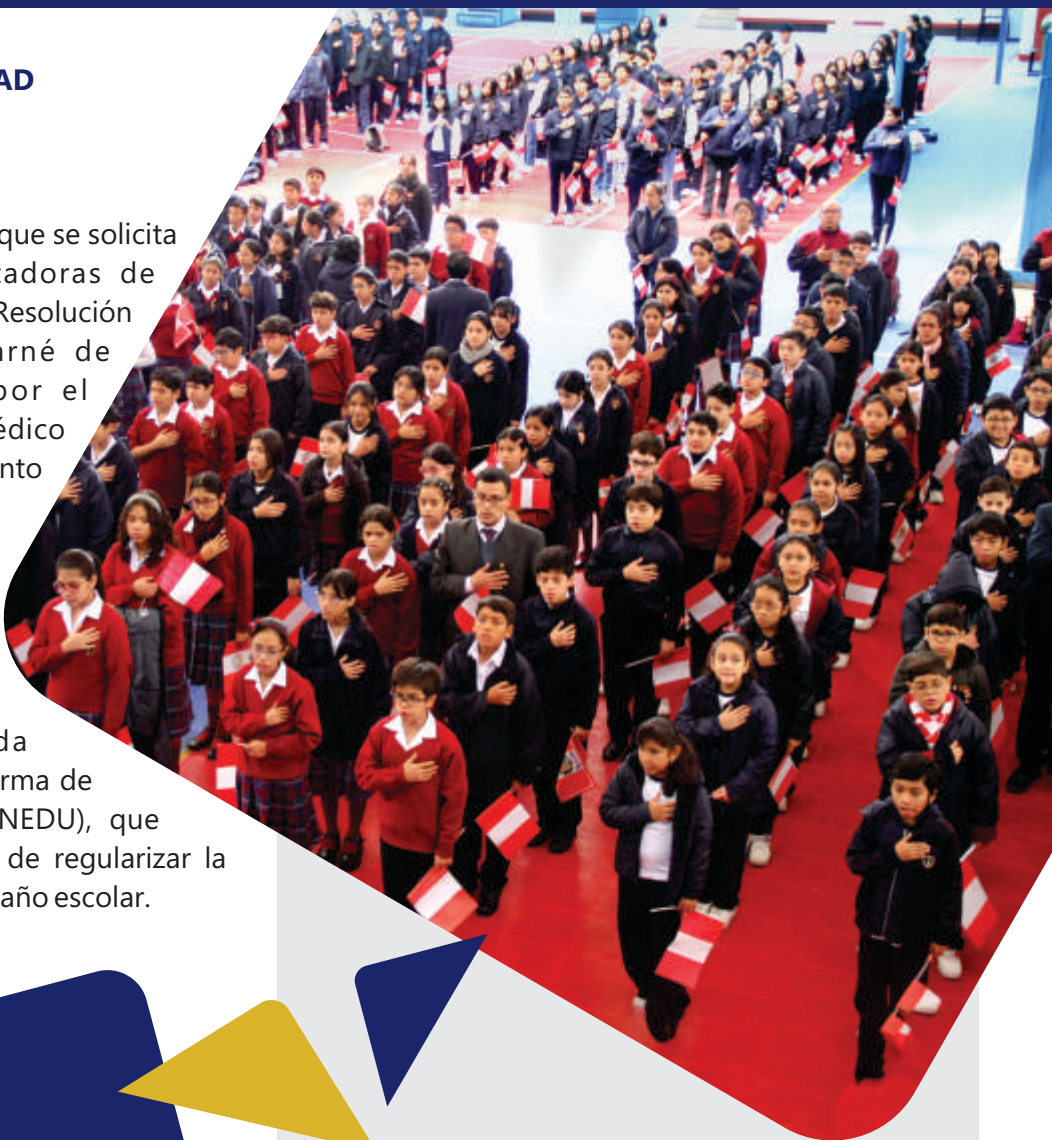 AD
que se solicita
tadoras de
Resolución
arné de
por el
édico
nto
da
rma de
NEDU), que
de regularizar la
año escolar.